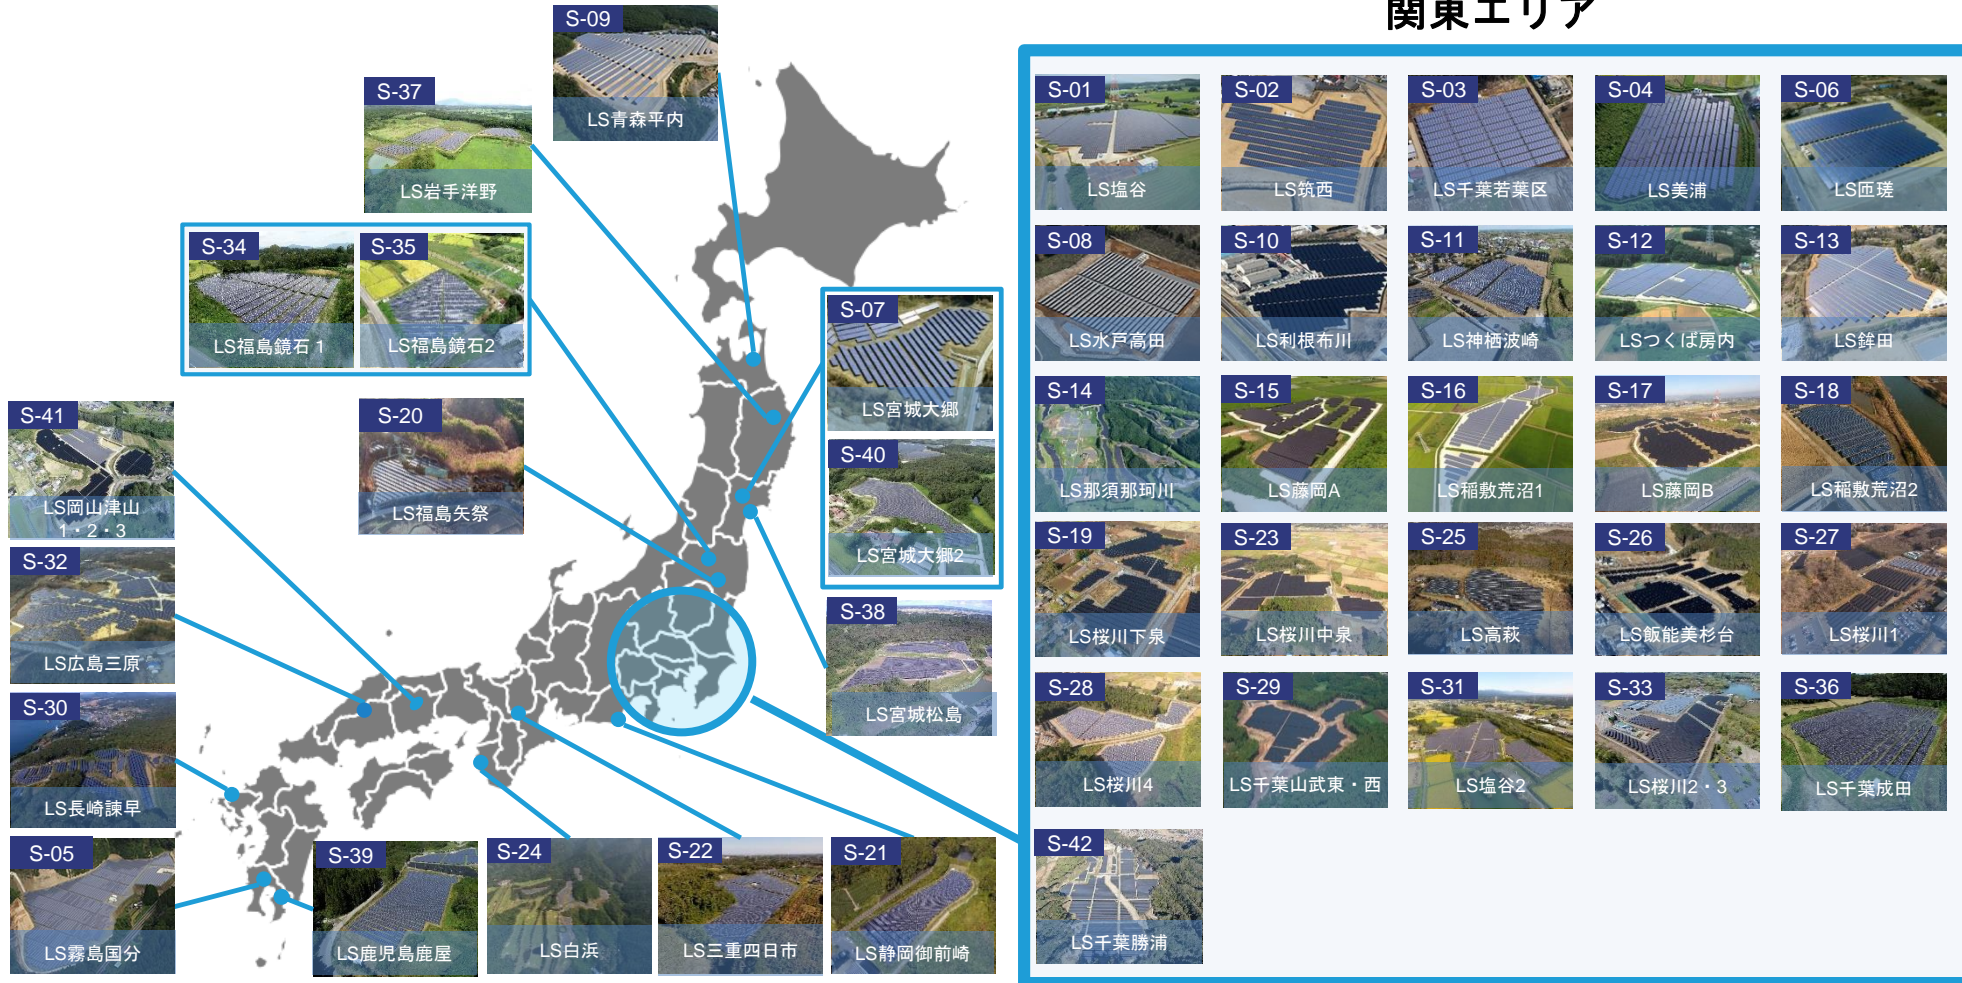 関東エリア
S-09
LS青森平内
S-37
LS岩手洋野
S-34
LS福島鏡石1
S-35
LS福島鏡石2
S-07
LS宮城大郷
S-40
LS宮城大郷2
S-41
LS岡山津山
1・2・3
S-20
LS福島矢祭
S-32
LS広島三原
S-38
LS宮城松島
S-30
LS長崎諫早
S-05
LS霧島国分
S-39
LS鹿児島鹿屋
S-24
LS白浜
S-22
LS三重四日市
S-21
LS静岡御前崎
S-01
LS塩谷
S-02
LS筑西
S-03
LS千葉若葉区
S-04
LS美浦
S-06
LS匝瑳
S-08
LS水戸高田
S-10
LS利根布川
S-11
LS神栖波崎
S-12
LSつくば房内
S-13
LS鉾田
S-14
LS那須那珂川
S-15
LS藤岡A
S-16
LS稲敷荒沼1
S-17
LS藤岡B
S-18
LS稲敷荒沼2
S-19
LS桜川下泉
S-23
LS桜川中泉
S-25
LS高萩
S-26
LS飯能美杉台
S-27
LS桜川1
S-28
LS桜川4
S-29
LS千葉山武東・西
S-31
LS塩谷2
S-33
LS桜川2・3
S-36
LS千葉成田
S-42
LS千葉勝浦